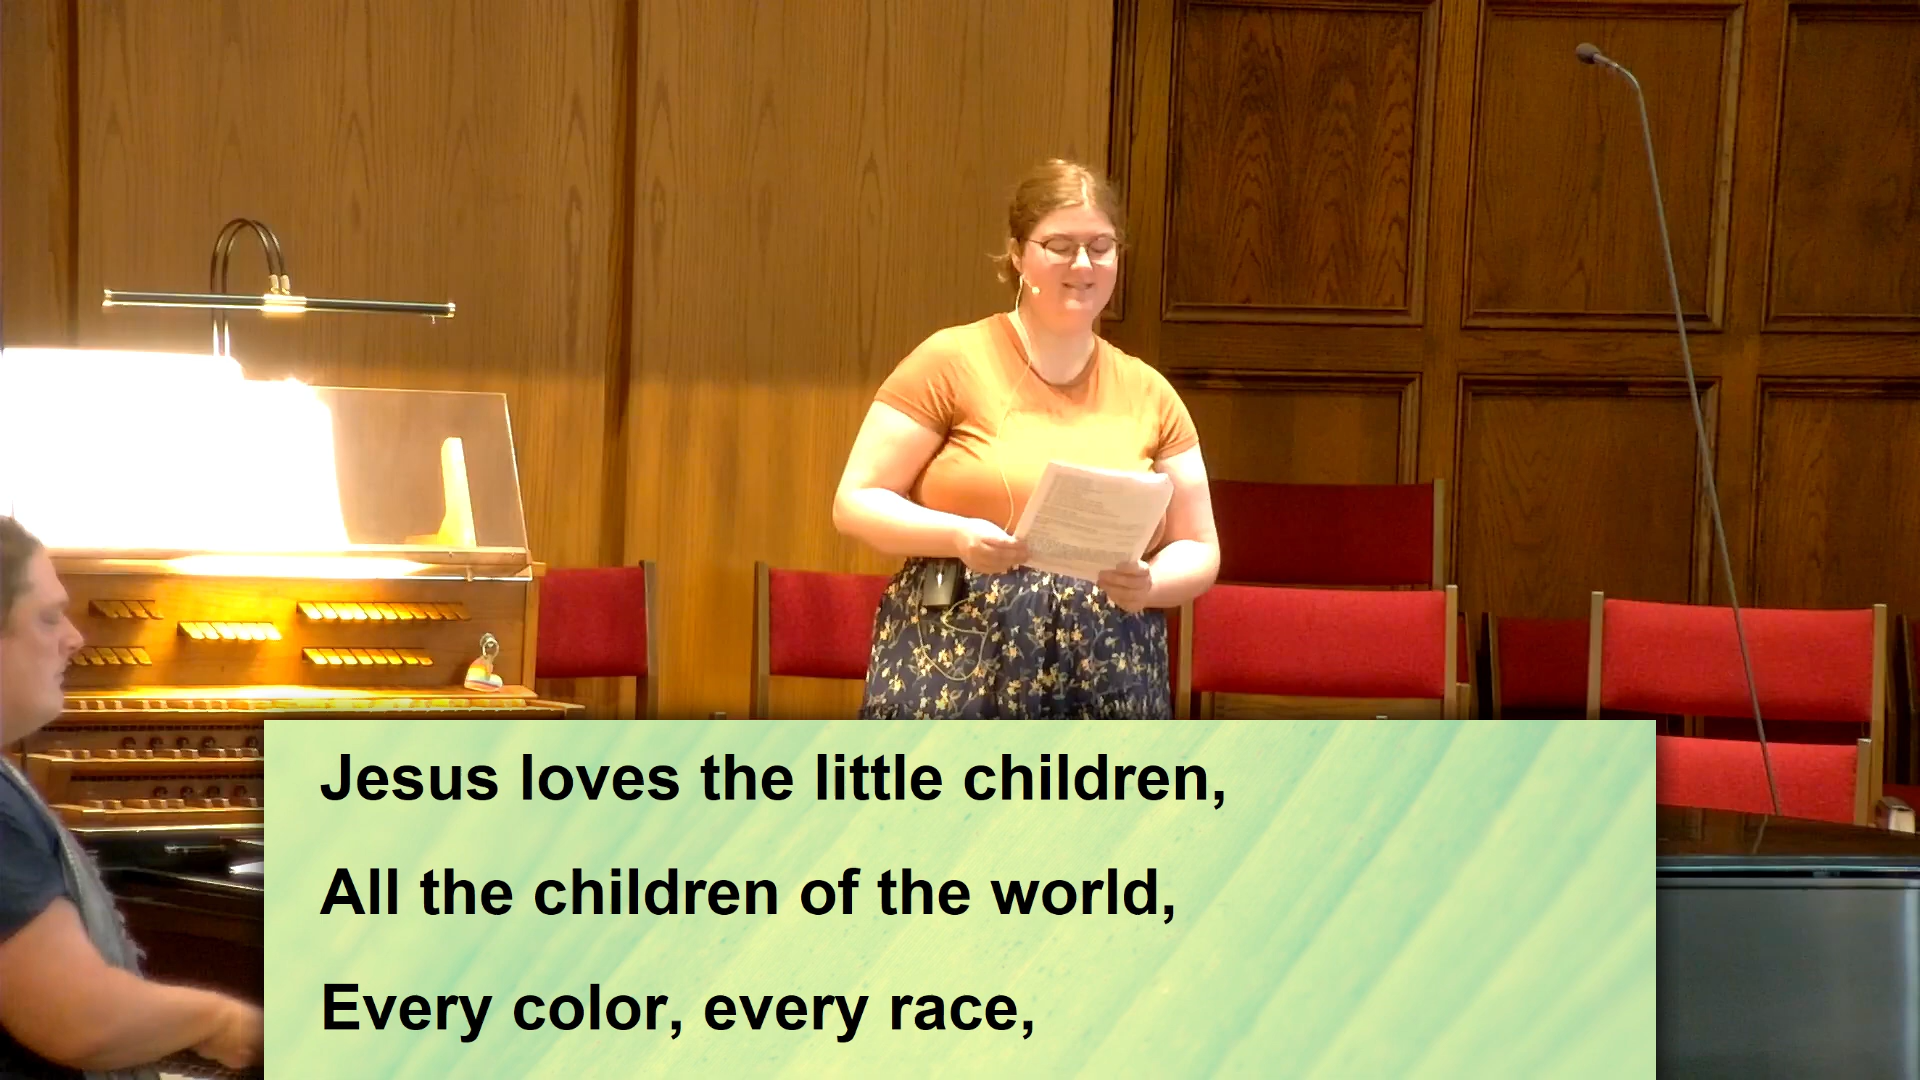 Jesus loves the little children,
All the children of the world,
Every color, every race,